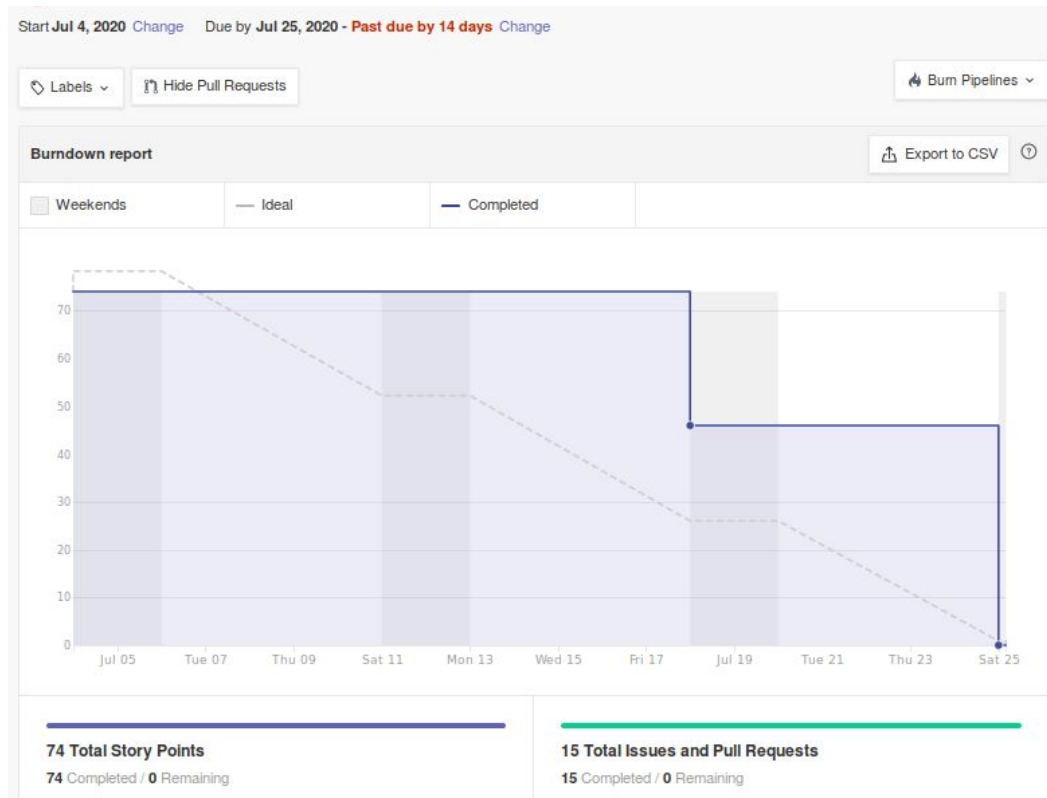 Start Jul 4, 2020 Change Due by Jul 25, 2020 - Past due by 14 days Change
Labels Hide Pull Requests Burn Pipelines
Burndown report Export to CSV ?
Weekends Ideal Completed
70
60
50
40
30
20
10
0
Jul 05 Tue 07 Thu 09 Sat 11 Mon 13 Wed 15 Fri 17 Jul 19 Tue 21 Thu 23 Sat 25
74 Total Story Points 15 Total Issues and Pull Requests
74 Completed / 0 Remaining 15 Completed / 0 Remaining